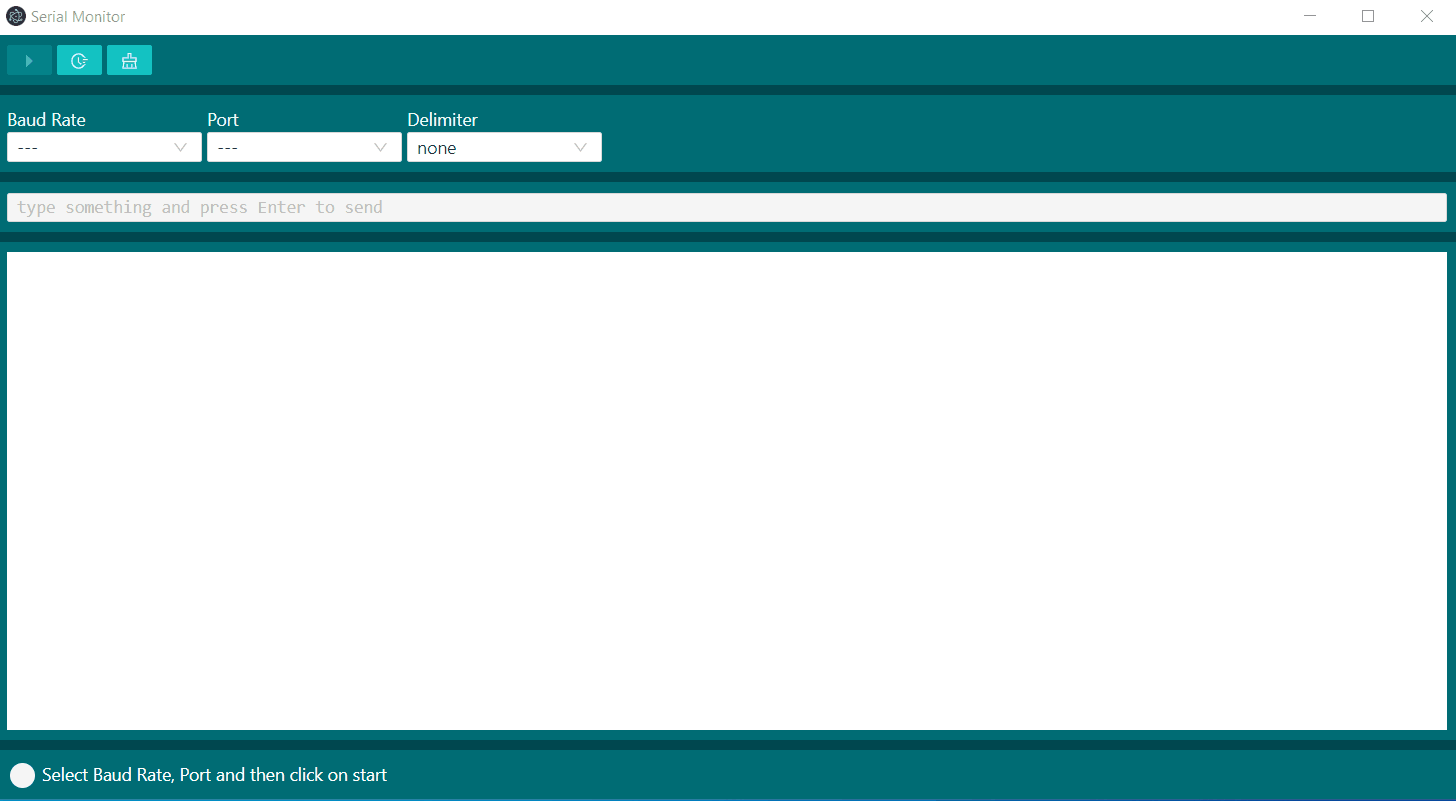 Serial Monitor
Baud Rate Port Delimiter
--- --- none
type something and press Enter to send
Select Baud Rate, Port and then click on start